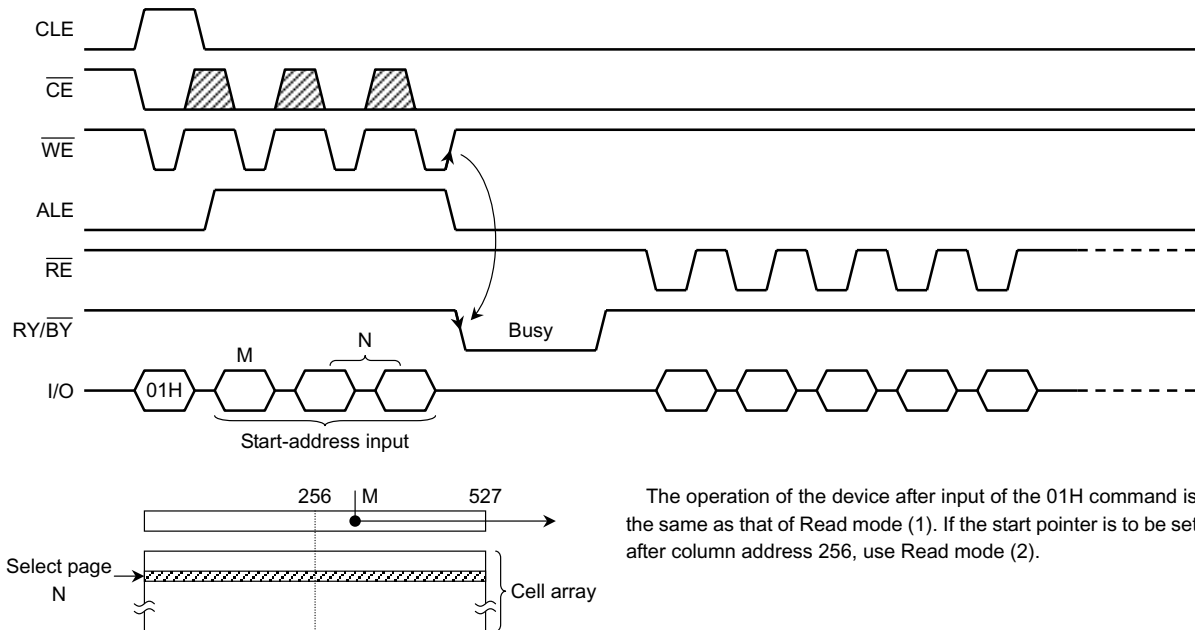 CLE
CE
WE
ALE
RE
RY/BY
Busy
M
N
I/O
01H
Start-address input
256
M
527
The operation of the device after input of the 01H command is
the same as that of Read mode (1). If the start pointer is to be set
after column address 256, use Read mode (2).
Select page
N
Cell array